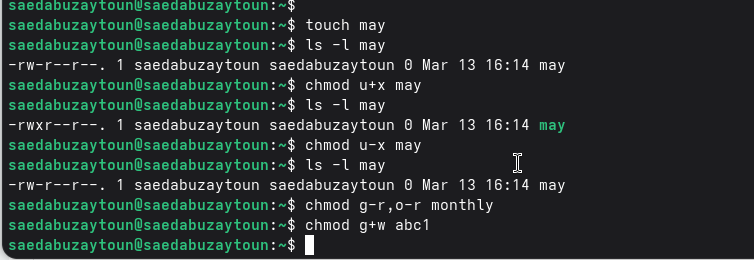 saedabuzaytoun@saedabuzaytoun:~$
saedabuzaytoun@saedabuzaytoun:~$ touch may
saedabuzaytoun@saedabuzaytoun:~$ ls -l may
-rw-r--r--. 1 saedabuzaytoun saedabuzaytoun 0 Mar 13 16:14 may
saedabuzaytoun@saedabuzaytoun:~$ chmod u+x may
saedabuzaytoun@saedabuzaytoun:~$ ls -l may
-rwxr--r--. 1 saedabuzaytoun saedabuzaytoun 0 Mar 13 16:14 may
saedabuzaytoun@saedabuzaytoun:~$ chmod u-x may
saedabuzaytoun@saedabuzaytoun:~$ ls -l may
-rw-r--r--. 1 saedabuzaytoun saedabuzaytoun 0 Mar 13 16:14 may
saedabuzaytoun@saedabuzaytoun:~$ chmod g-r,o-r monthly
saedabuzaytoun@saedabuzaytoun:~$ chmod g+w abc1
saedabuzaytoun@saedabuzaytoun:~$